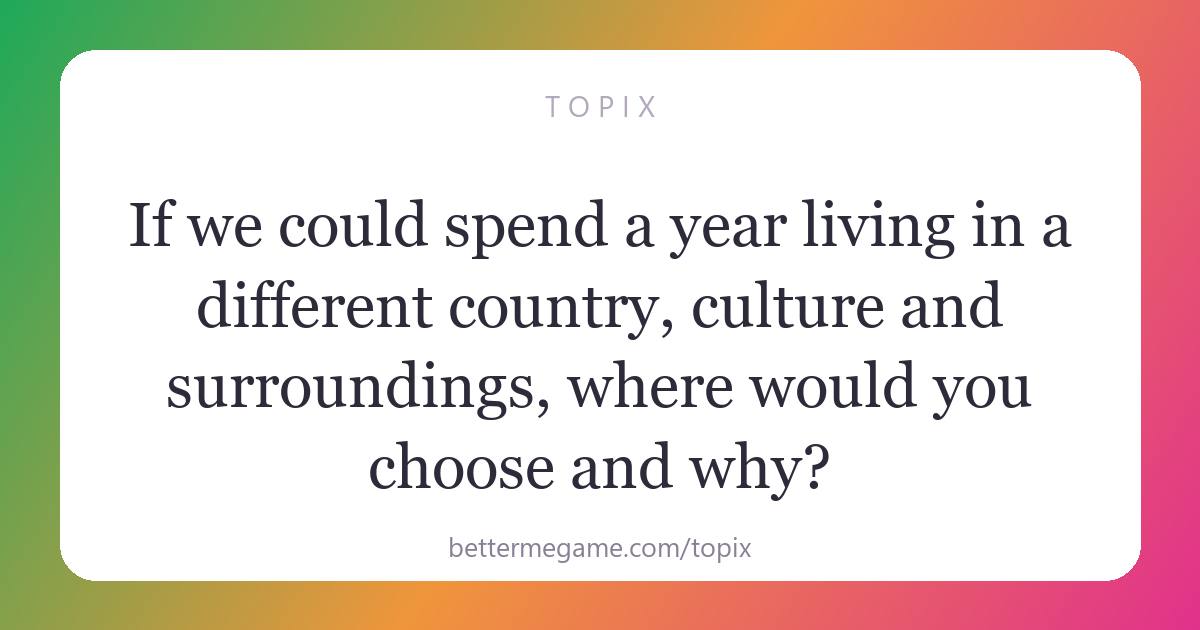 TOPIX
If we could spend a year living in a
different country, culture and
surroundings, where would you
choose and why?
bettermegame.com/topix